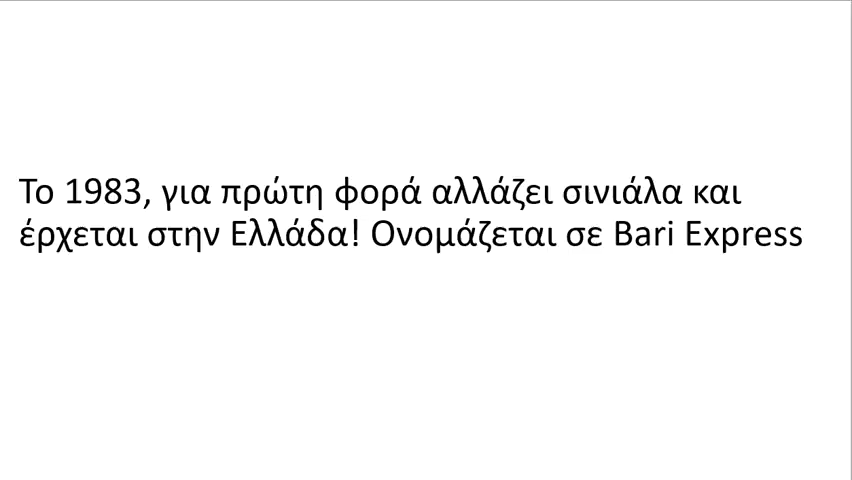 Το 1983, για πρώτη φορά αλλάζει σινιάλα και
έρχεται στην Ελλάδα! Ονομάζεται σε Bari Express